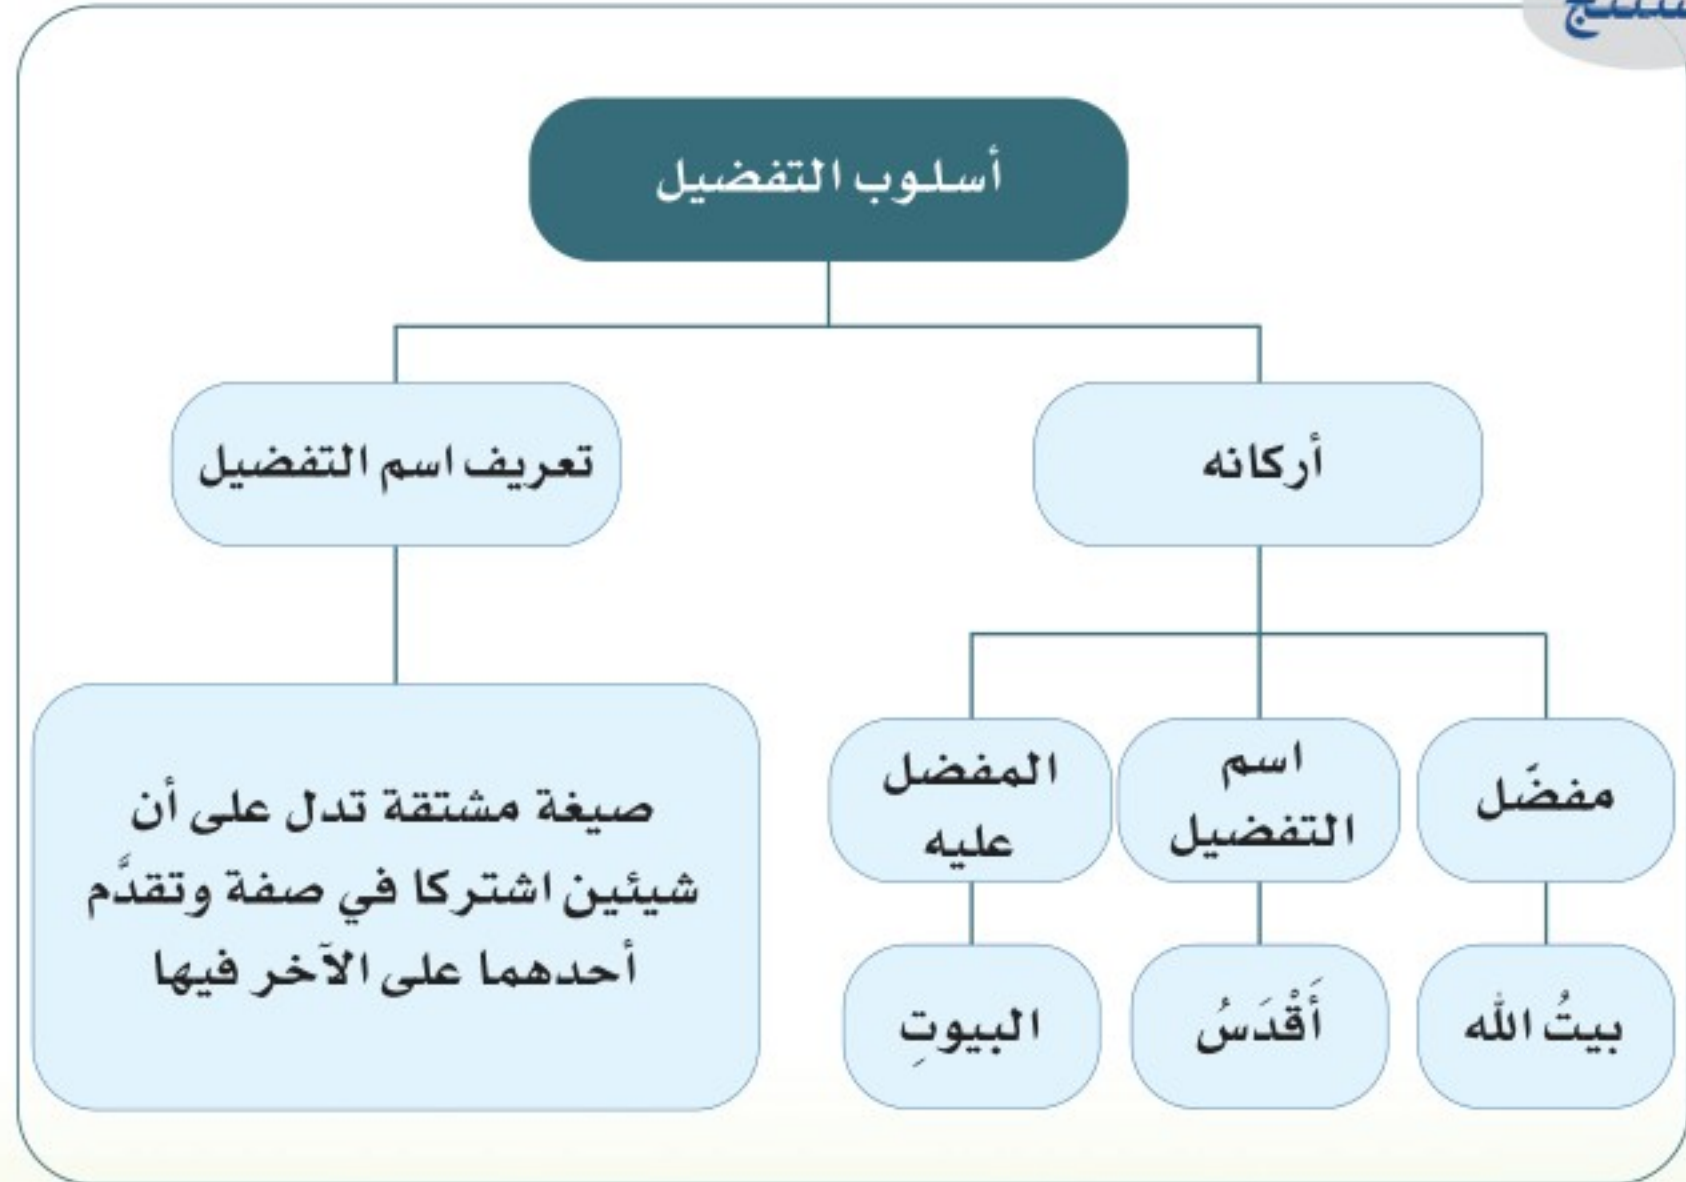 أسلوب التفضيل
أركانه
تعريف اسم التفضيل
مفضَّل
اسم
التفضيل
المفضل
عليه
بيتُ الله
أَقْدَسُ
البيوتِ
صيغة مشتقة تدل على أن
شيئين اشتركا في صفة وتقدَّم
أحدهما على الآخر فيها